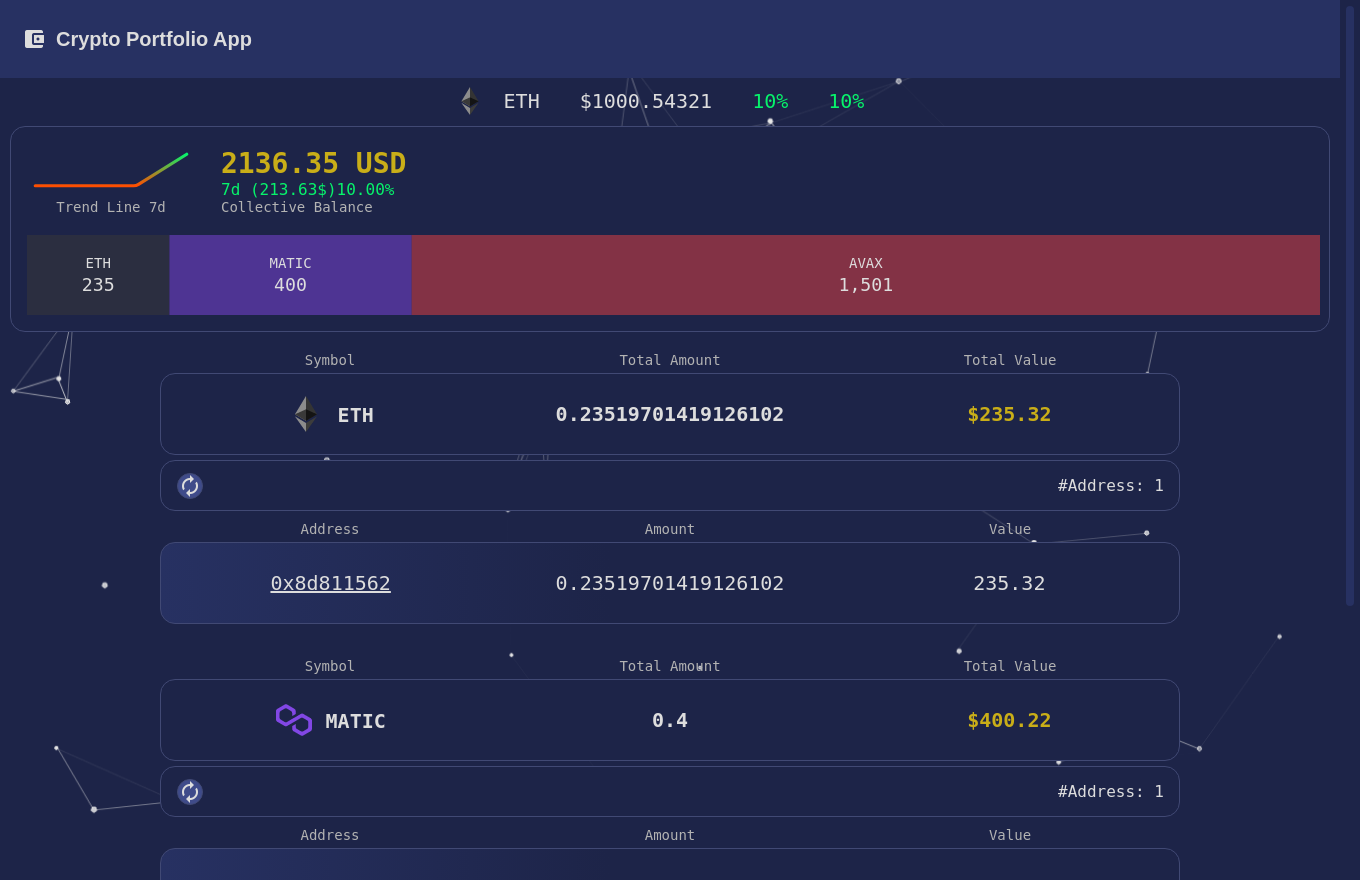 Crypto Portfolio App
ETH $1000.54321 10% 10%
2136.35 USD
7d (213.63$)10.00%
Trend Line 7d Collective Balance
ETH MATIC AVAX
235 400 1,501
Symbol Total Amount Total Value
ETH 0.23519701419126102 $235.32
#Address: 1
Address Amount Value
0x8d811562 0.23519701419126102 235.32
Symbol Total Amount Total Value
MATIC 0.4 $400.22
#Address: 1
Address Amount Value